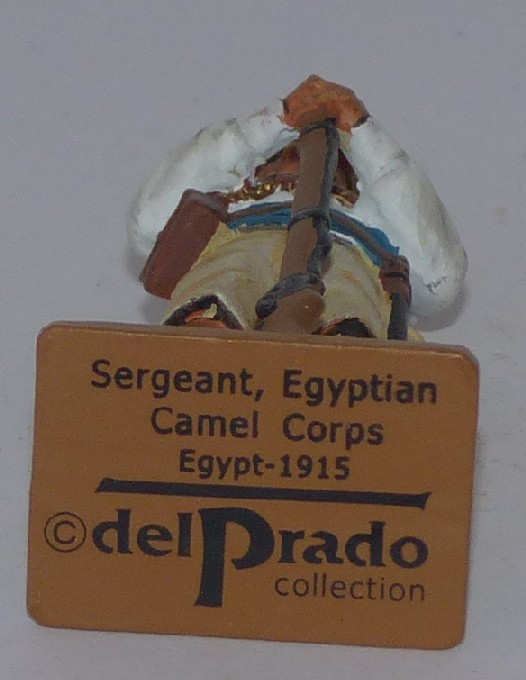 Sergeant, Egyptian
Camel Corps
Egypt-1915
©delPrado
collection